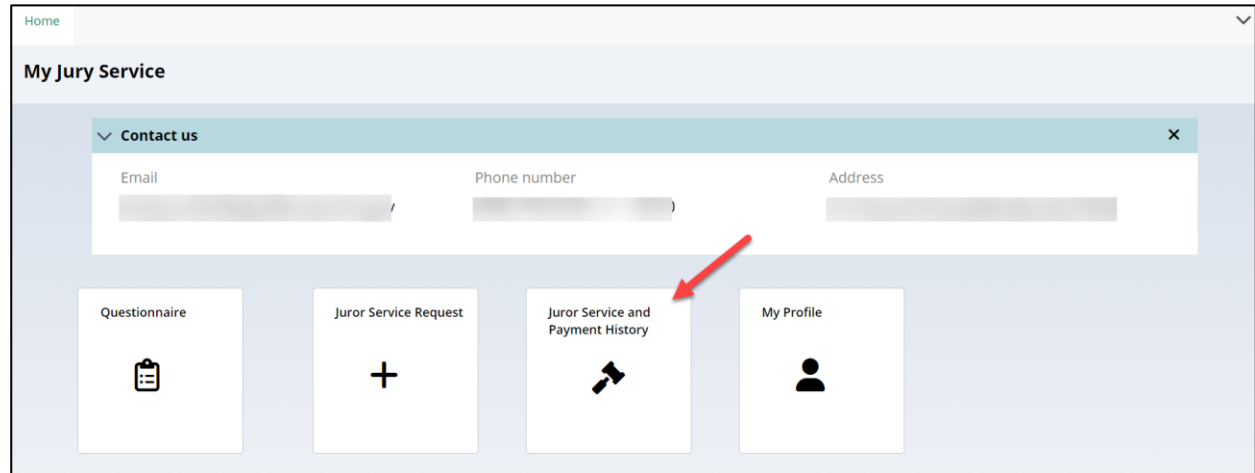 Home
My Jury Service
Contact us
Email
Phone number
Address
Questionnaire
Juror Service Request
Juror Service and
Payment History
My Profile